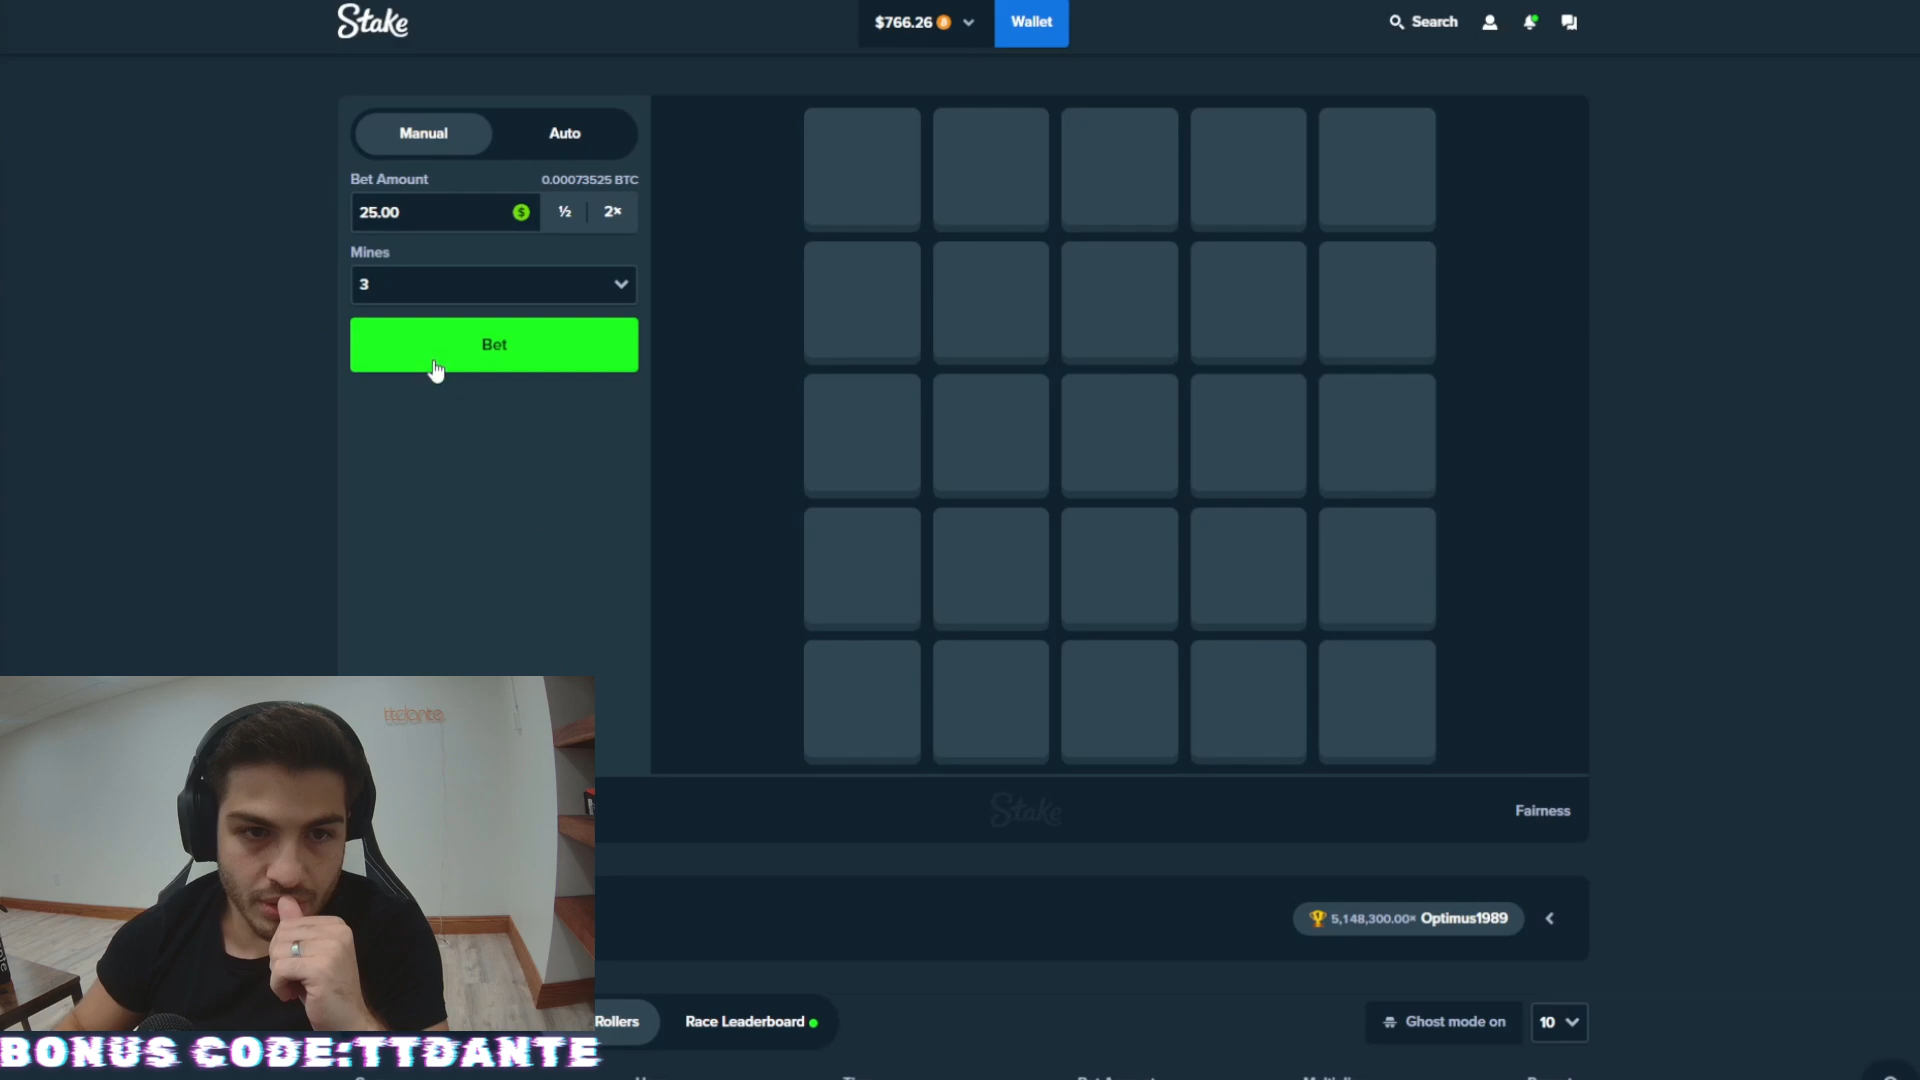 Stake
$766.26
Wallet
Search
Manual
Auto
Bet Amount
0.00073525 BTC
25.00
$
½
2×
Mines
3
Bet
ttdante
Stake
Fairness
5,148,300.00× Optimus1989
Rollers
Race Leaderboard
Ghost mode on
10
BONUS CODE:TTDANTE